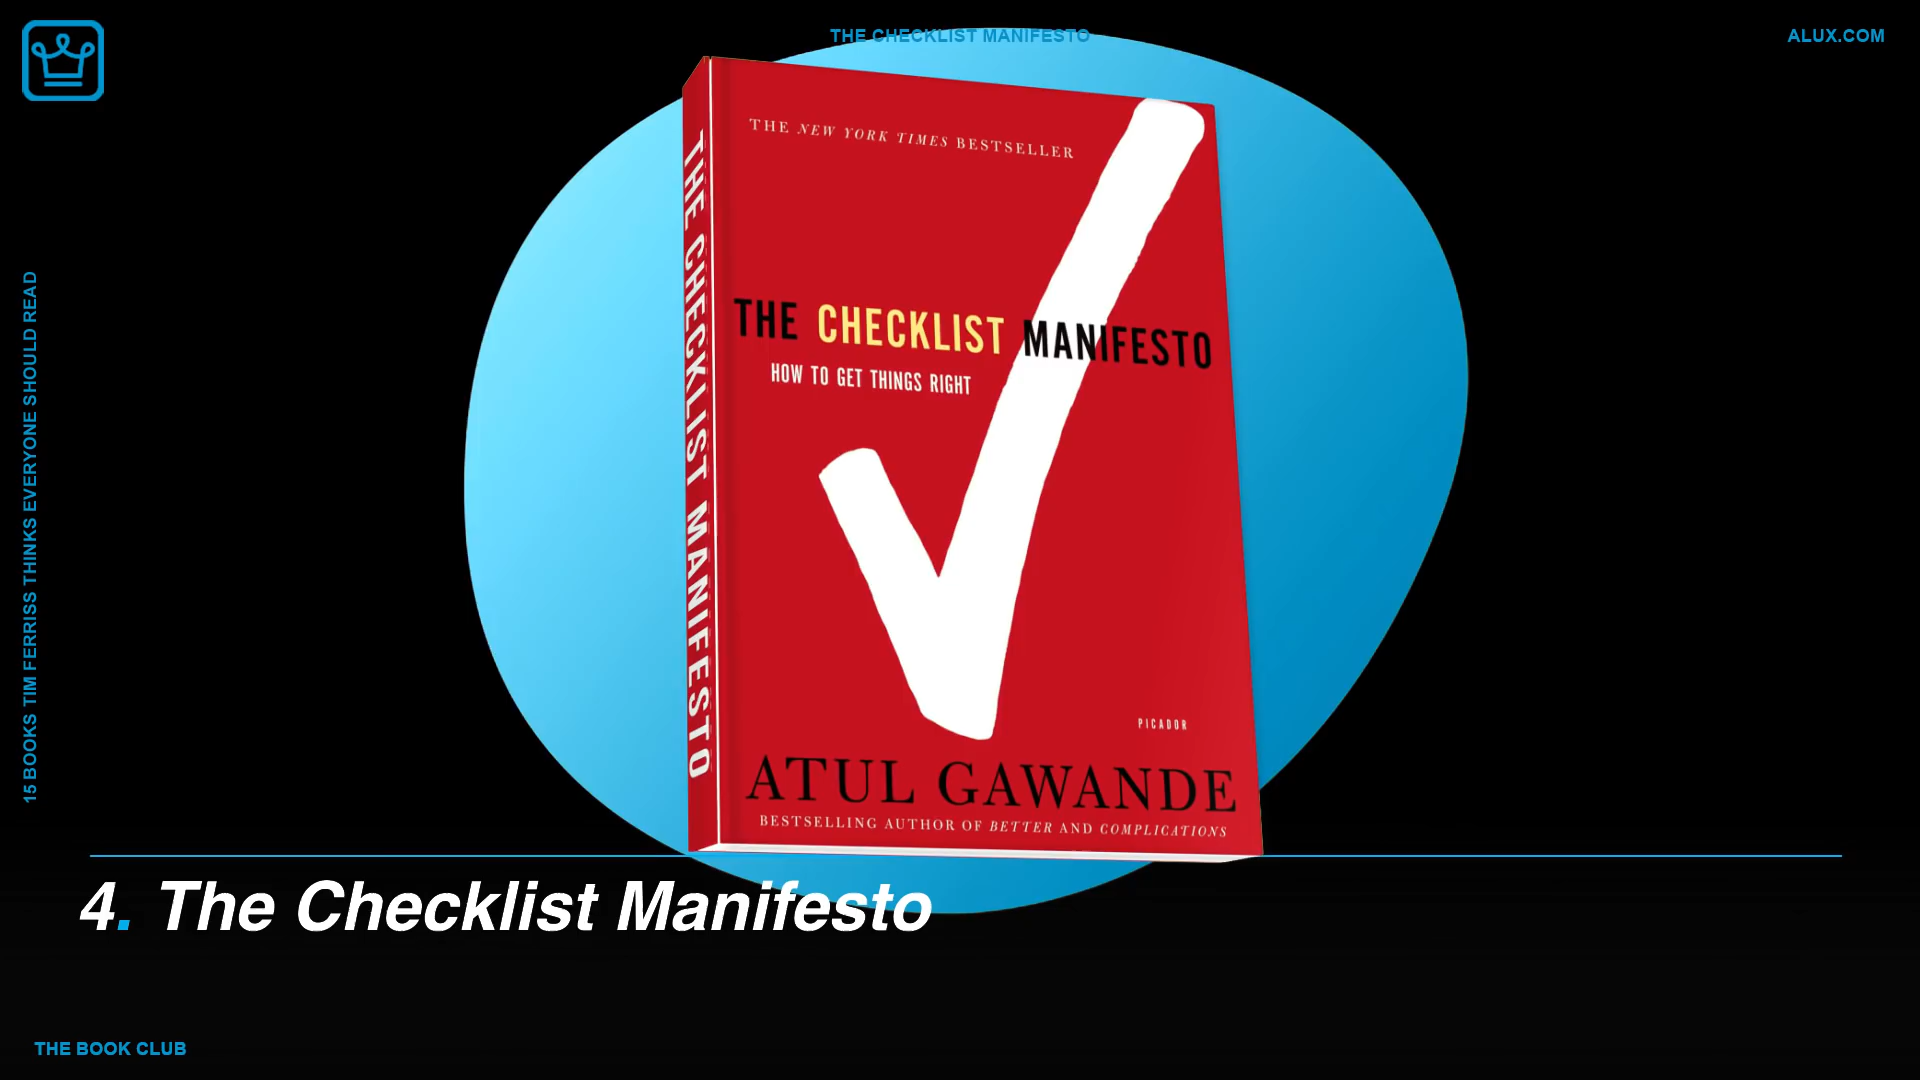 THE CHECKLIST MANIFESTO
ALUX.COM
15 BOOKS TIM FERRISS THINKS EVERYONE SHOULD READ
THE CHECKLIST MANIFESTO
THE NEW YORK TIMES BESTSELLER
THE CHECKLIST MANIFESTO
HOW TO GET THINGS RIGHT
PICADOR
ATUL GAWANDE
BESTSELLING AUTHOR OF BETTER AND COMPLICATIONS
4. The Checklist Manifesto
THE BOOK CLUB